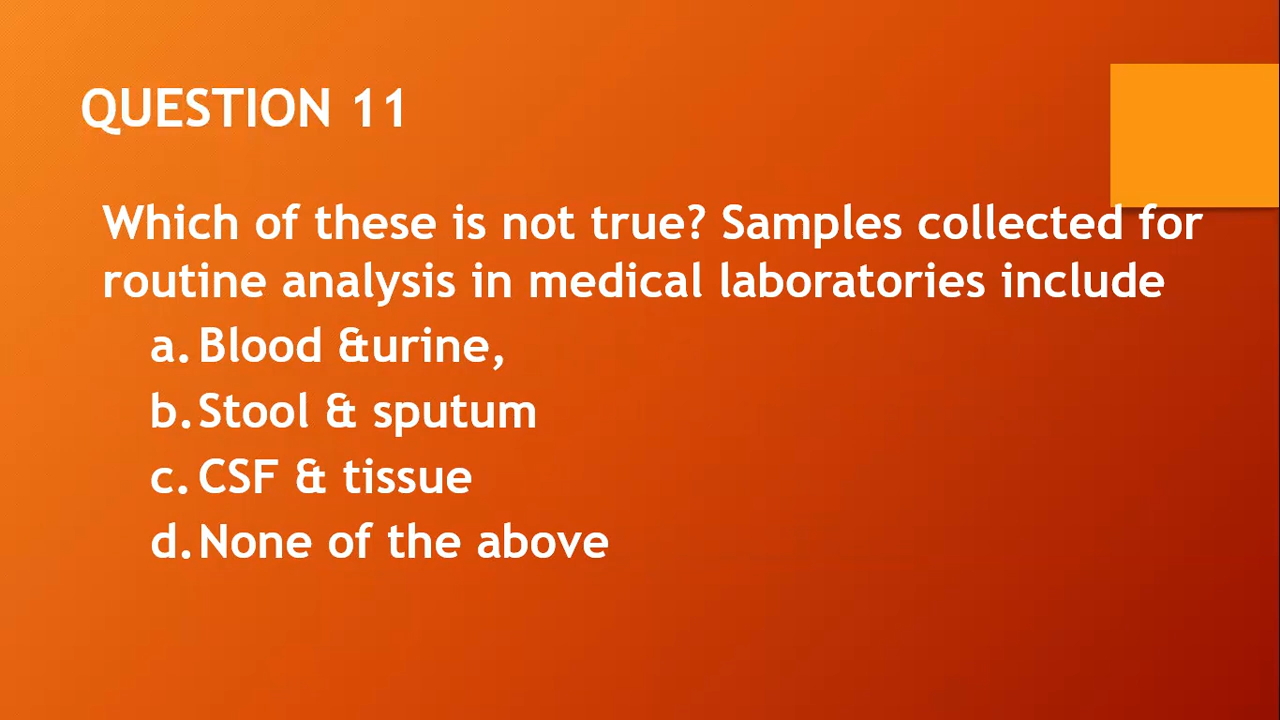 QUESTION 11
Which of these is not true? Samples collected for
routine analysis in medical laboratories include
a. Blood &urine,
b. Stool & sputum
c. CSF & tissue
d. None of the above